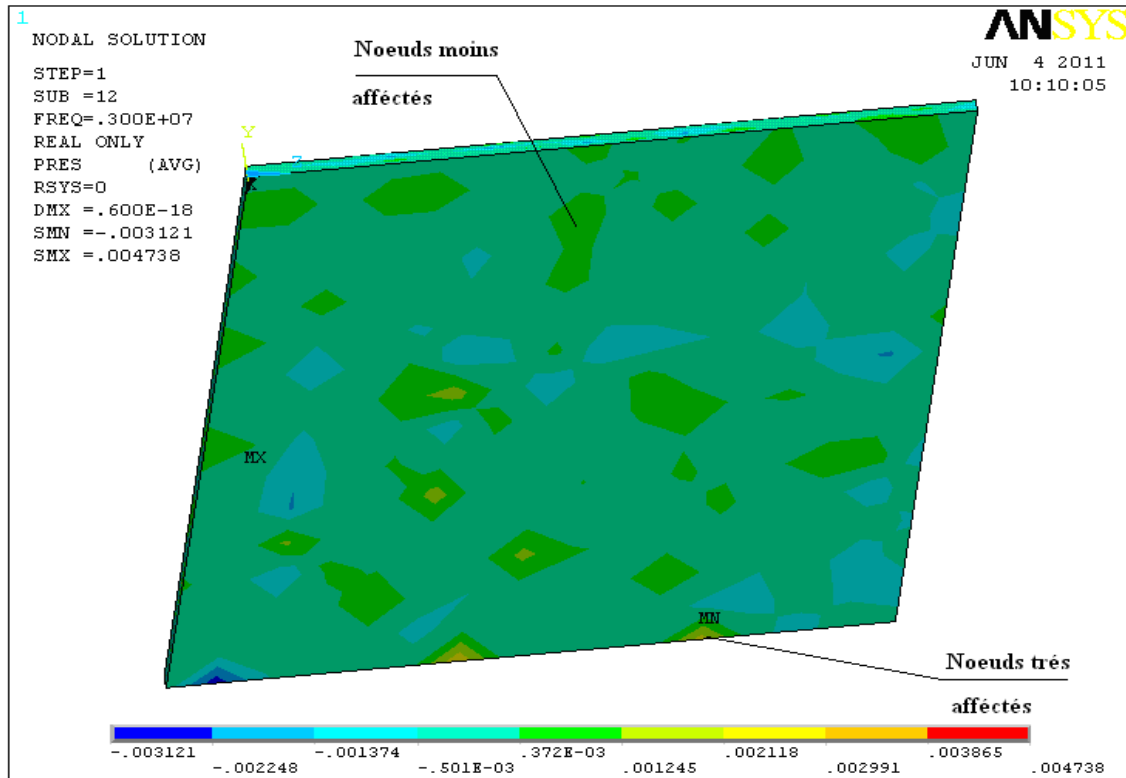 1
NODAL SOLUTION
STEP=1
SUB =12
FREQ=.300E+07
REAL ONLY
PRES (AVG)
RSYS=0
DMX =.600E-18
SMN =-.003121
SMX =.004738
Noeuds moins
afféctés
ANSYS
JUN 4 2011
10:10:05
Y
Z
X
MX
MN
Noeuds trés
afféctés
-.003121
-.002248
-.001374
-.501E-03
.372E-03
.001245
.002118
.002991
.003865
.004738